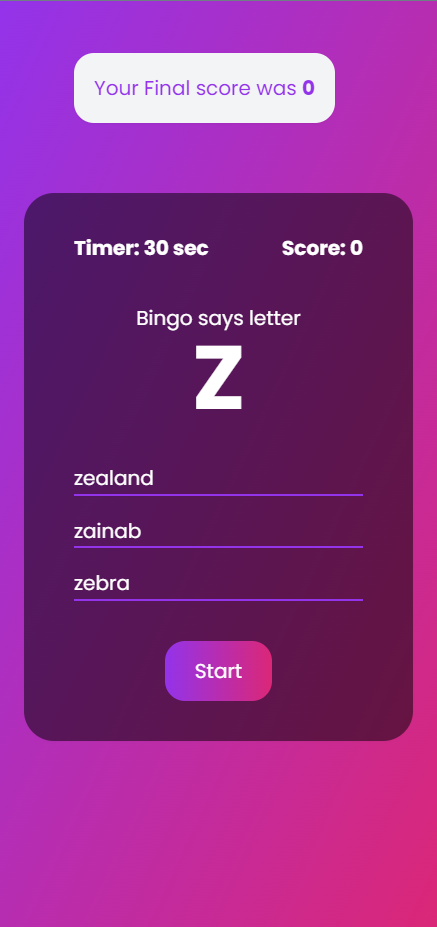 Your Final score was 0
Timer: 30 sec Score: 0
Bingo says letter
Z
zealand
zainab
zebra
Start